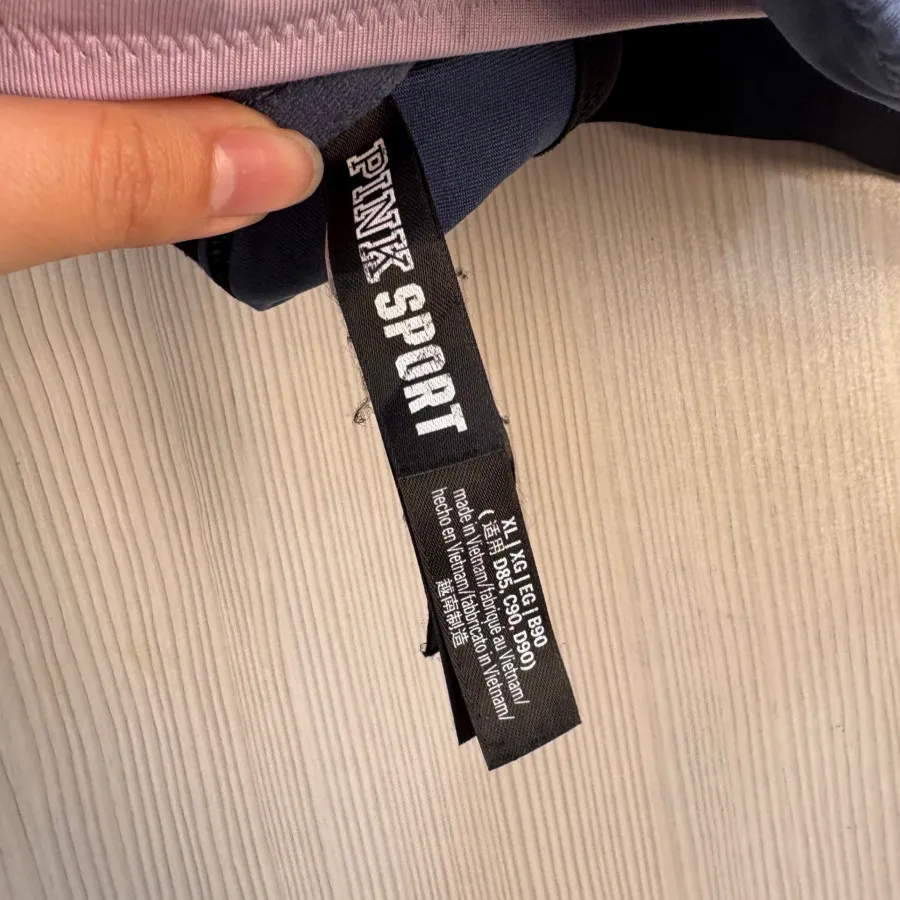 PINK SPORT
XL | XG | EG | B90
(适用 D85, C90, D90)
made in Vietnam/fabriqué au Vietnam/
hecho en Vietnam/fabbricato in Vietnam/
越南制造